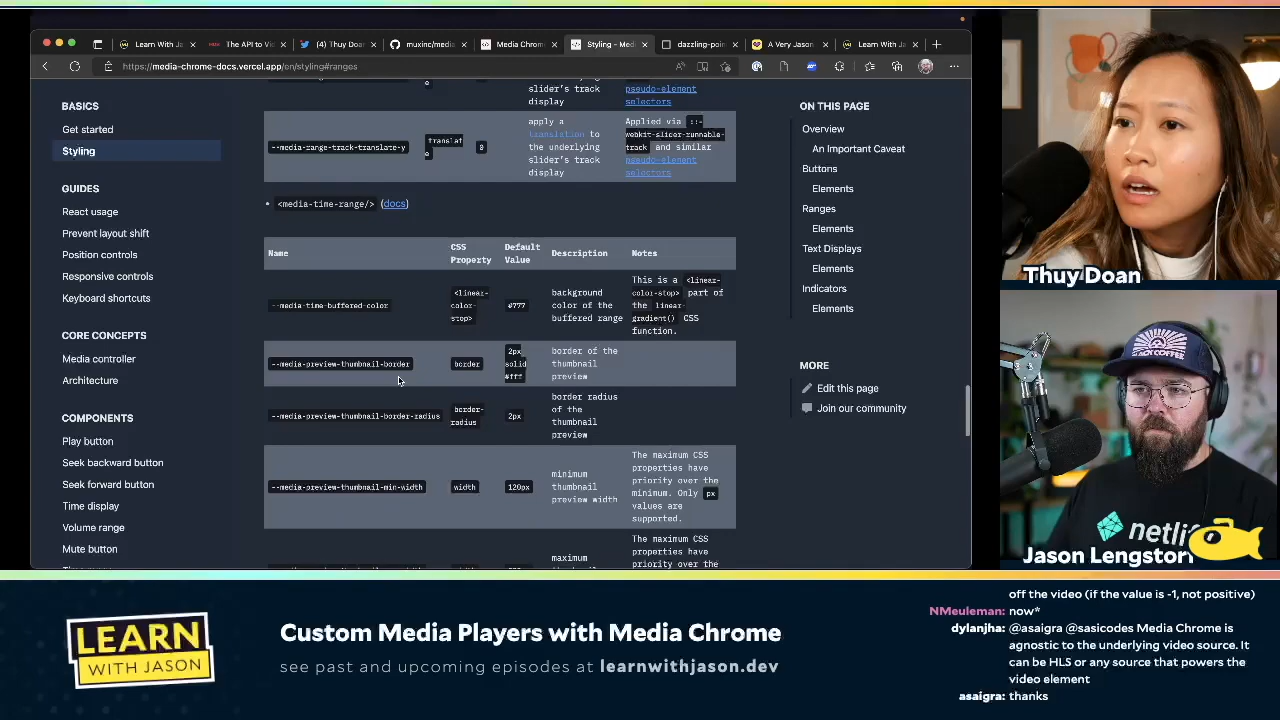 Learn With Ja
The API to Vi
(4) Thuy Doan
muxinc/media
Media Chrome
Styling - Med
dazzling-poin
A Very Jason
Learn With Ja
https://media-chrome-docs.vercel.app/en/styling#ranges
BASICS
Get started
Styling
GUIDES
React usage
Prevent layout shift
Position controls
Responsive controls
Keyboard shortcuts
CORE CONCEPTS
Media controller
Architecture
COMPONENTS
Play button
Seek backward button
Seek forward button
Time display
Volume range
Mute button
e
slider's track
display
pseudo-element
selectors
--media-range-track-translate-y
translat
e
0
apply a
translation to
the underlying
slider's track
display
Applied via ::-
webkit-slicer-runnable-
track and similar
pseudo-element
selectors
• <media-time-range/> (docs)
Name
CSS
Property
Default
Value
Description
Notes
--media-time-buffered-color
<linear-
color-
stop>
#777
background
color of the
buffered range
This is a <linear-
color-stop> part of
the linear-
gradient() CSS
function.
--media-preview-thumbnail-border
border
2px
solid
#fff
border of the
thumbnail
preview
--media-preview-thumbnail-border-radius
border-
radius
2px
border radius
of the
thumbnail
preview
--media-preview-thumbnail-min-width
width
120px
minimum
thumbnail
preview width
The maximum CSS
properties have
priority over the
minimum. Only px
values are
supported.
maximum
The maximum CSS
properties have
priority over the
ON THIS PAGE
Overview
An Important Caveat
Buttons
Elements
Ranges
Elements
Text Displays
Elements
Indicators
Elements
MORE
Edit this page
Join our community
Thuy Doan
netlif
Jason Lengstorf
LEARN
WITH JASON
Custom Media Players with Media Chrome
see past and upcoming episodes at learnwithjason.dev
off the video (if the value is -1, not positive)
NMeuleman: now*
dylanjha: @asaigra @sasicodes Media Chrome is
agnostic to the underlying video source. It
can be HLS or any source that powers the
video element
asaigra: thanks